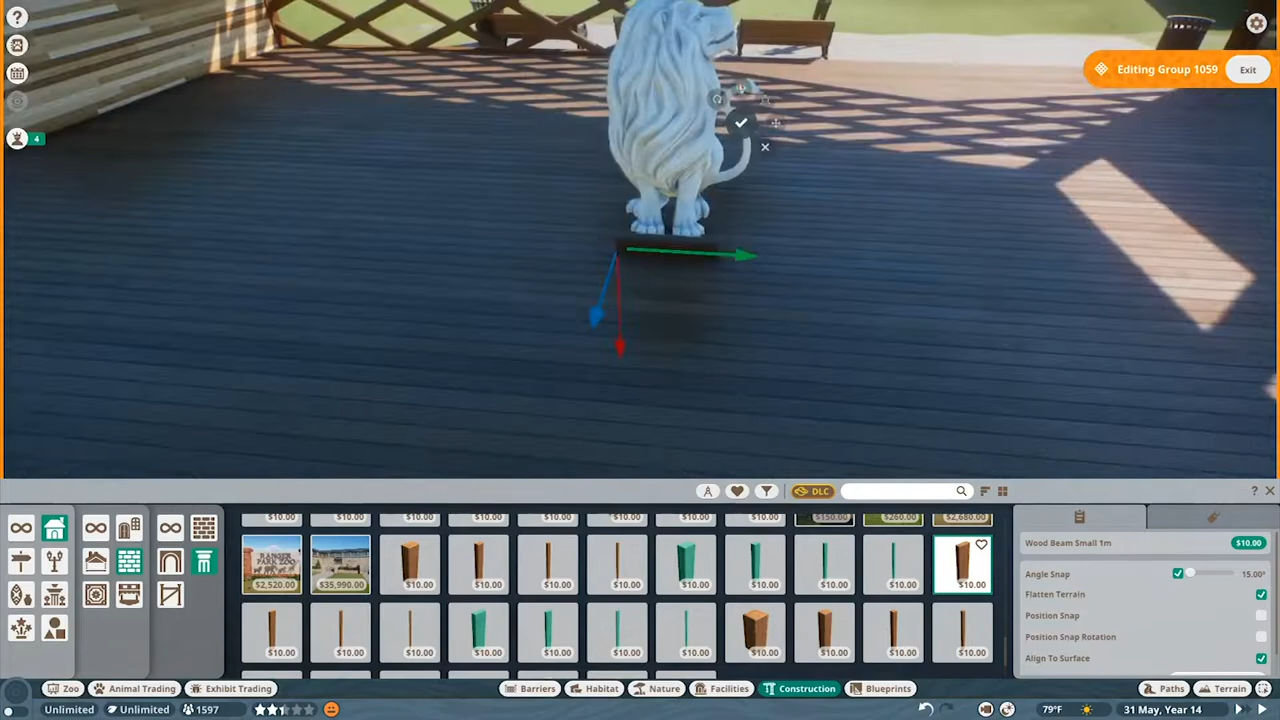 Editing Group 1059
Exit
4
DLC
$10.00 $10.00 $10.00 $10.00 $10.00 $10.00 $10.00 $10.00 $150.00 $260.00 $2,680.00
RANGER
PARK ZOO
$2,520.00 $35,990.00 $10.00 $10.00 $10.00 $10.00 $10.00 $10.00 $10.00 $10.00 $10.00
$10.00 $10.00 $10.00 $10.00 $10.00 $10.00 $10.00 $10.00 $10.00 $10.00 $10.00
Wood Beam Small 1m $10.00
Angle Snap 15.00°
Flatten Terrain
Position Snap
Position Snap Rotation
Align To Surface
Zoo Animal Trading Exhibit Trading Barriers Habitat Nature Facilities Construction Blueprints Paths Terrain
Unlimited Unlimited 1597 79°F 31 May, Year 14